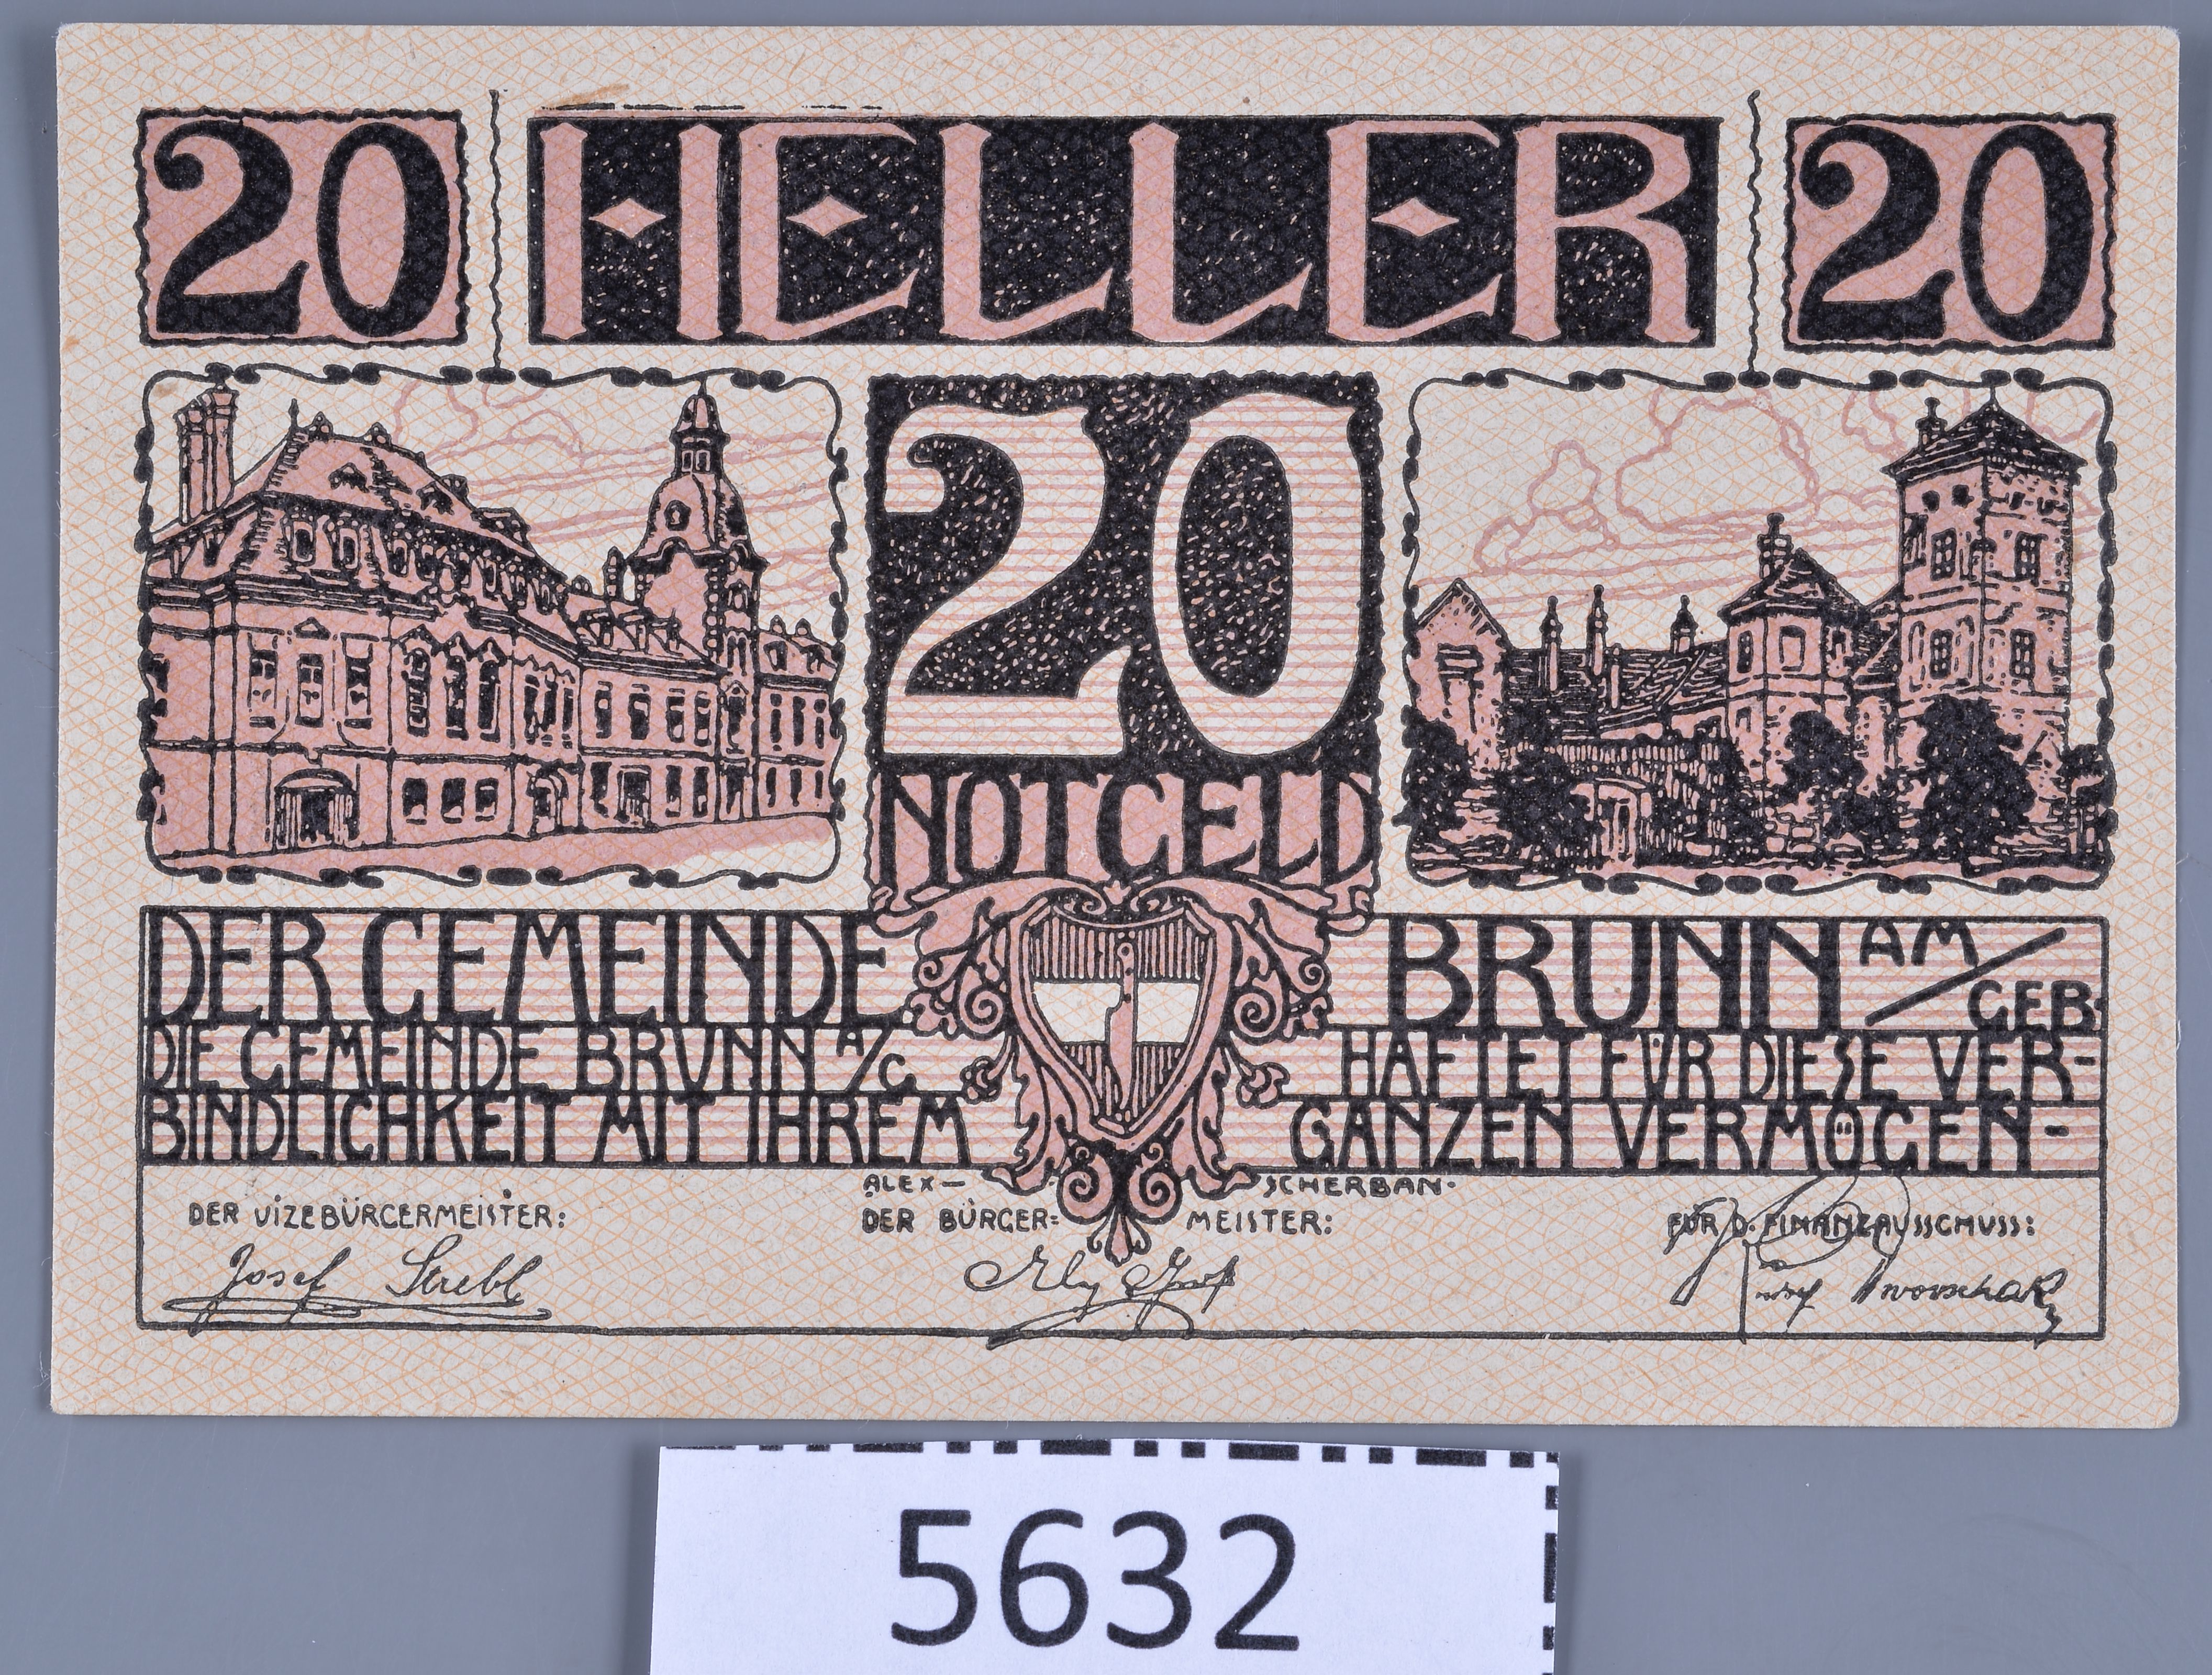 20 HELLER 20
20
NOTGELD
DER GEMEINDE BRUNN AM / GEB.
DIE GEMEINDE BRUNN A/G HAFTET FÜR DIESE VER-
BINDLICHKEIT MIT IHREM GANZEN VERMÖGEN-
ALEX- SCHERBAN.
DER VIZEBÜRGERMEISTER: DER BÜRGER= MEISTER: FÜR D. FINANZAUSSCHUSS:
Josef Strebl
5632